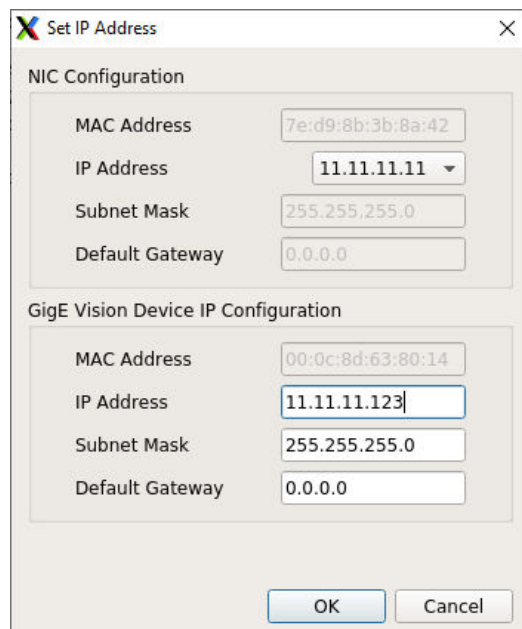 Set IP Address
NIC Configuration
MAC Address 7e:d9:8b:3b:8a:42
IP Address 11.11.11.11
Subnet Mask 255.255.255.0
Default Gateway 0.0.0.0
GigE Vision Device IP Configuration
MAC Address 00:0c:8d:63:80:14
IP Address 11.11.11.123
Subnet Mask 255.255.255.0
Default Gateway 0.0.0.0
OK Cancel